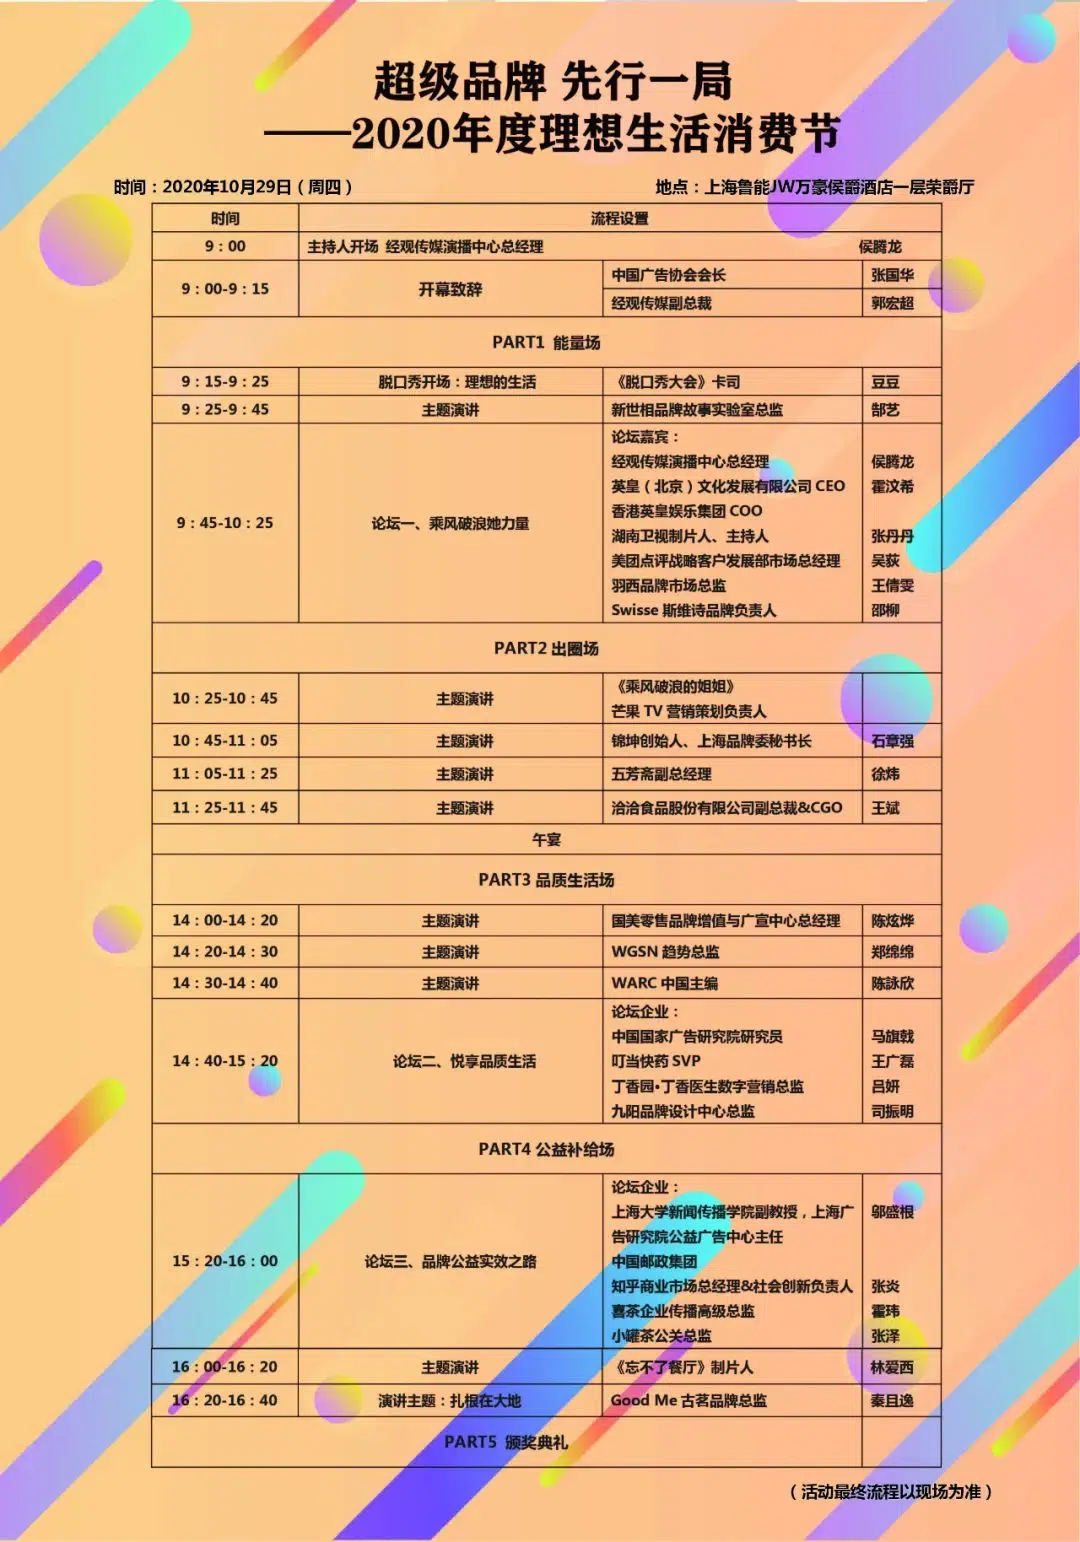 超级品牌 先行一局
——2020年度理想生活消费节
时间：2020年10月29日（周四） 地点：上海鲁能JW万豪侯爵酒店一层荣爵厅
时间 流程设置
9：00 主持人开场 经观传媒演播中心总经理 侯腾龙
9：00-9：15 开幕致辞 中国广告协会会长 张国华
经观传媒副总裁 郭宏超
PART1 能量场
9：15-9：25 脱口秀开场：理想的生活 《脱口秀大会》卡司 豆豆
9：25-9：45 主题演讲 新世相品牌故事实验室总监 郜艺
9：45-10：25 论坛一、乘风破浪她力量 论坛嘉宾：
经观传媒演播中心总经理 侯腾龙
英皇（北京）文化发展有限公司 CEO 霍汶希
香港英皇娱乐集团 COO
湖南卫视制片人、主持人 张丹丹
美团点评战略客户发展部市场总经理 吴荻
羽西品牌市场总监 王倩雯
Swisse 斯维诗品牌负责人 邵柳
PART2 出圈场
10：25-10：45 主题演讲 《乘风破浪的姐姐》
芒果 TV 营销策划负责人
10：45-11：05 主题演讲 锦坤创始人、上海品牌委秘书长 石章强
11：05-11：25 主题演讲 五芳斋副总经理 徐炜
11：25-11：45 主题演讲 洽洽食品股份有限公司副总裁&CGO 王斌
午宴
PART3 品质生活场
14：00-14：20 主题演讲 国美零售品牌增值与广宣中心总经理 陈炫烨
14：20-14：30 主题演讲 WGSN 趋势总监 郑绵绵
14：30-14：40 主题演讲 WARC 中国主编 陈詠欣
14：40-15：20 论坛二、悦享品质生活 论坛企业：
中国国家广告研究院研究员 马旗戟
叮当快药 SVP 王广磊
丁香园·丁香医生数字营销总监 吕妍
九阳品牌设计中心总监 司振明
PART4 公益补给场
15：20-16：00 论坛三、品牌公益实效之路 论坛企业：
上海大学新闻传播学院副教授，上海广 邬盛根
告研究院公益广告中心主任
中国邮政集团
知乎商业市场总经理&社会创新负责人 张炎
喜茶企业传播高级总监 霍玮
小罐茶公关总监 张泽
16：00-16：20 主题演讲 《忘不了餐厅》制片人 林爱西
16：20-16：40 演讲主题：扎根在大地 Good Me 古茗品牌总监 秦且逸
PART5 颁奖典礼
（活动最终流程以现场为准）